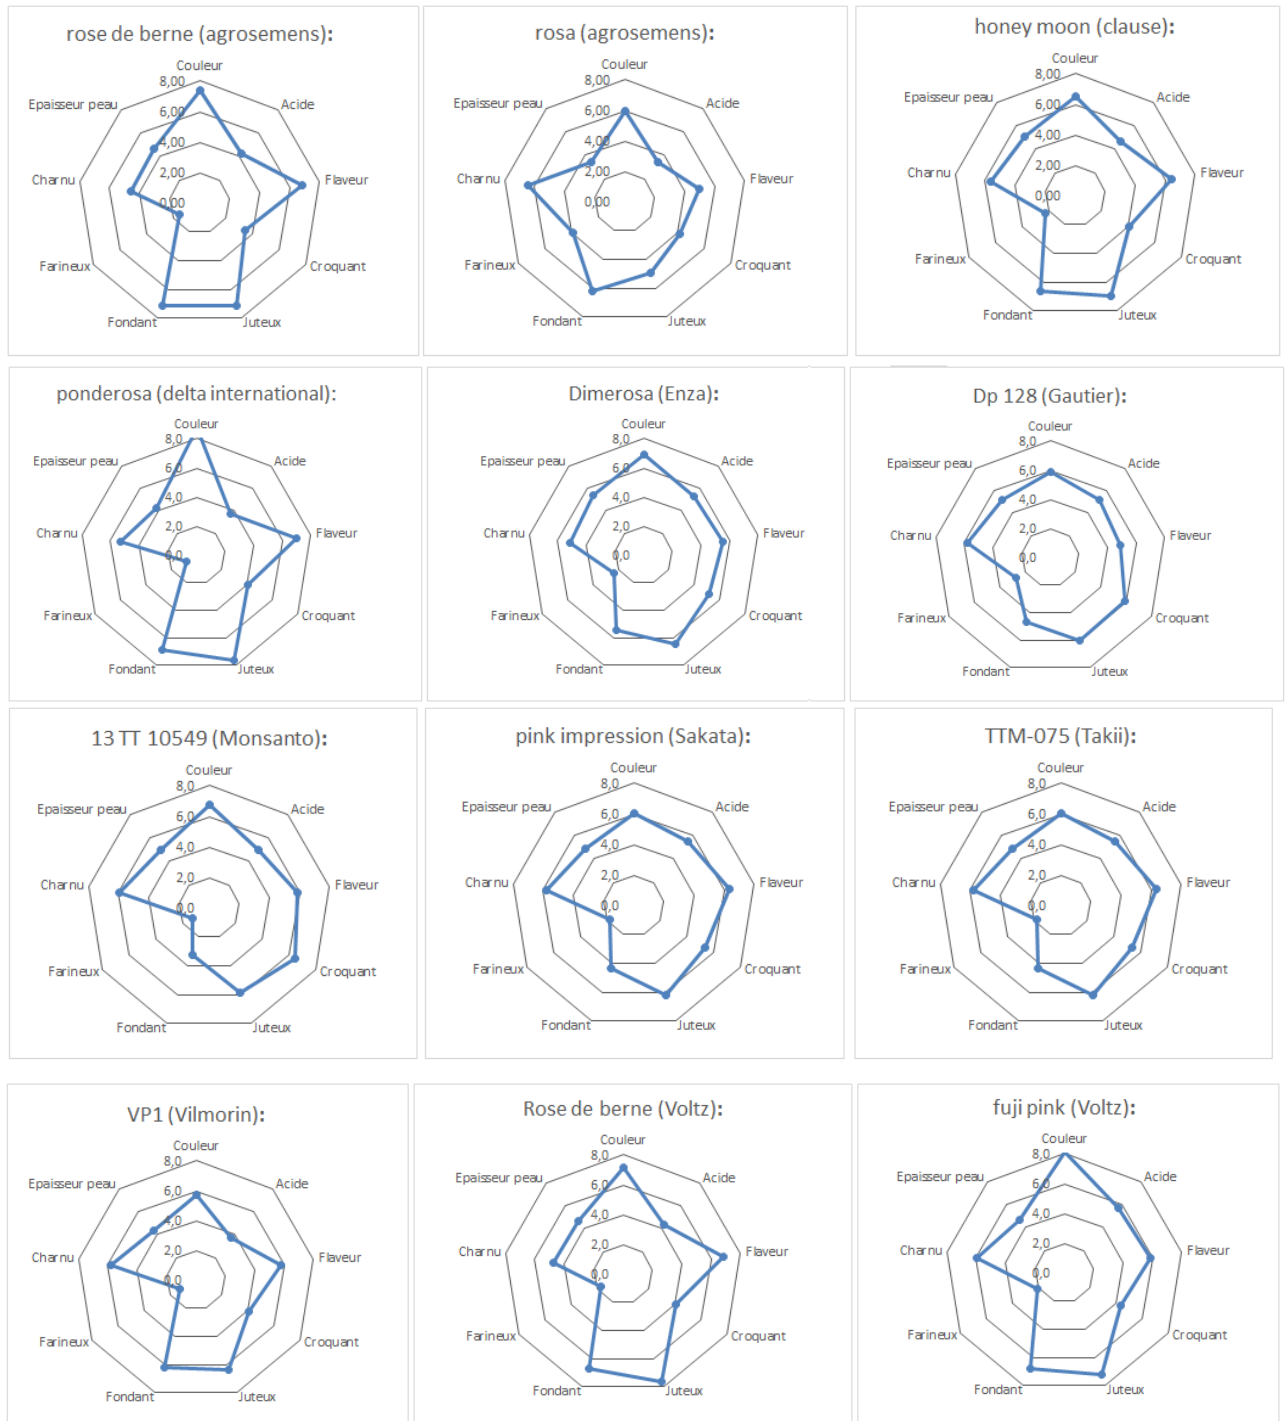 rose de berne (agrosemens):
Couleur
8,00
Epaisseur peau
Acide
6,00
4,00
Charnu
2,00
Flaveur
0,00
Farineux
Croquant
Fondant
Juteux
rosa (agrosemens):
Couleur
8,00
Epaisseur peau
Acide
6,00
4,00
Charnu
2,00
Flaveur
0,00
Farineux
Croquant
Fondant
Juteux
honey moon (clause):
Couleur
8,00
Epaisseur peau
Acide
6,00
4,00
Charnu
2,00
Flaveur
0,00
Farineux
Croquant
Fondant
Juteux
ponderosa (delta international):
Couleur
8,0
Epaisseur peau
Acide
6,0
4,0
Charnu
2,0
Flaveur
0,0
Farineux
Croquant
Fondant
Juteux
Dimerosa (Enza):
Couleur
8,0
Epaisseur peau
Acide
6,0
4,0
Charnu
2,0
Flaveur
0,0
Farineux
Croquant
Fondant
Juteux
Dp 128 (Gautier):
Couleur
8,0
Epaisseur peau
Acide
6,0
4,0
Charnu
2,0
Flaveur
0,0
Farineux
Croquant
Fondant
Juteux
13 TT 10549 (Monsanto):
Couleur
8,0
Epaisseur peau
Acide
6,0
4,0
Charnu
2,0
Flaveur
0,0
Farineux
Croquant
Fondant
Juteux
pink impression (Sakata):
Couleur
8,0
Epaisseur peau
Acide
6,0
4,0
Charnu
2,0
Flaveur
0,0
Farineux
Croquant
Fondant
Juteux
TTM-075 (Takii):
Couleur
8,0
Epaisseur peau
Acide
6,0
4,0
Charnu
2,0
Flaveur
0,0
Farineux
Croquant
Fondant
Juteux
VP1 (Vilmorin):
Couleur
8,0
Epaisseur peau
Acide
6,0
4,0
Charnu
2,0
Flaveur
0,0
Farineux
Croquant
Fondant
Juteux
Rose de berne (Voltz):
Couleur
8,0
Epaisseur peau
Acide
6,0
4,0
Charnu
2,0
Flaveur
0,0
Farineux
Croquant
Fondant
Juteux
fuji pink (Voltz):
Couleur
8,0
Epaisseur peau
Acide
6,0
4,0
Charnu
2,0
Flaveur
0,0
Farineux
Croquant
Fondant
Juteux